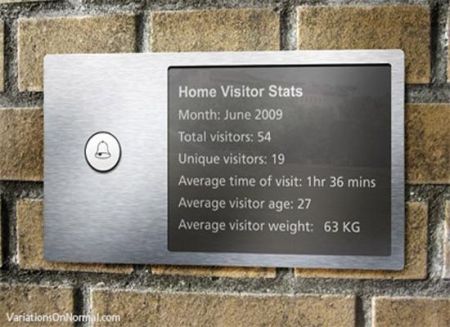 Home Visitor Stats
Month: June 2009
Total visitors: 54
Unique visitors: 19
Average time of visit: 1hr 36 mins
Average visitor age: 27
Average visitor weight: 63 KG
VariationsOnNormal.com